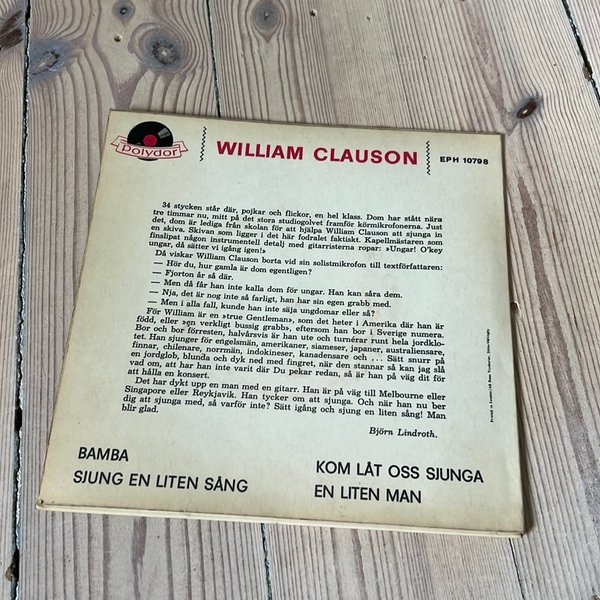 Polydor
WILLIAM CLAUSON
EPH 10798
34 stycken står där, pojkar och flickor, en hel klass. Dom har stått nära
tre timmar nu, mitt på det stora studiogolvet framför körmikrofonerna. Just
det, dom är lediga från skolan för att hjälpa William Clauson att sjunga in
en skiva. Skivan som ligger i det här fodralet faktiskt. Kapellmästaren som
finslipat någon instrumentell detalj med gitarristerna ropar: »Ungar! O'key
ungar, då sätter vi igång igen!»
Då viskar William Clauson borta vid sin solistmikrofon till textförfattaren:
— Hör du, hur gamla är dom egentligen?
— Fjorton år så där.
— Men då får han inte kalla dom för ungar. Han kan såra dem.
— Nja, det är nog inte så farligt, han har sin egen grabb med.
— Men i alla fall, kunde han inte säja ungdomar eller så?
För William är en »true Gentleman», som det heter i Amerika där han är
född, eller »en verkligt bussig grabb», eftersom han bor i Sverige numera.
Bor och bor förresten, halvårsvis är han ute och turnérar runt hela jordklo-
tet. Han sjunger för engelsmän, amerikanare, siameser, japaner, australiensare,
finnar, chilenare, norrmän, indokineser, kanadensare och ... Sätt snurr på
en jordglob, blunda och dyk ned med fingret, när den stannar så kan jag slå
vad om, att har han inte varit där Du pekar redan, så är han på väg dit för
att hålla en konsert.
Det har dykt upp en man med en gitarr. Han är på väg till Melbourne eller
Singapore eller Reykjavik. Han tycker om att sjunga. Och när han nu ber
dig att sjunga med, så varför inte? Sätt igång och sjung en liten sång! Man
blir glad.
Björn Lindroth.
BAMBA
SJUNG EN LITEN SÅNG
KOM LÅT OSS SJUNGA
EN LITEN MAN